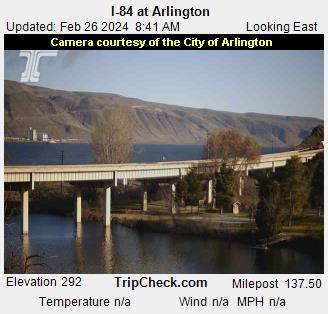 I-84 at Arlington
Updated: Feb 26 2024 8:41 AM Looking East
Camera courtesy of the City of Arlington
Elevation 292 TripCheck.com Milepost 137.50
Temperature n/a Wind n/a MPH n/a